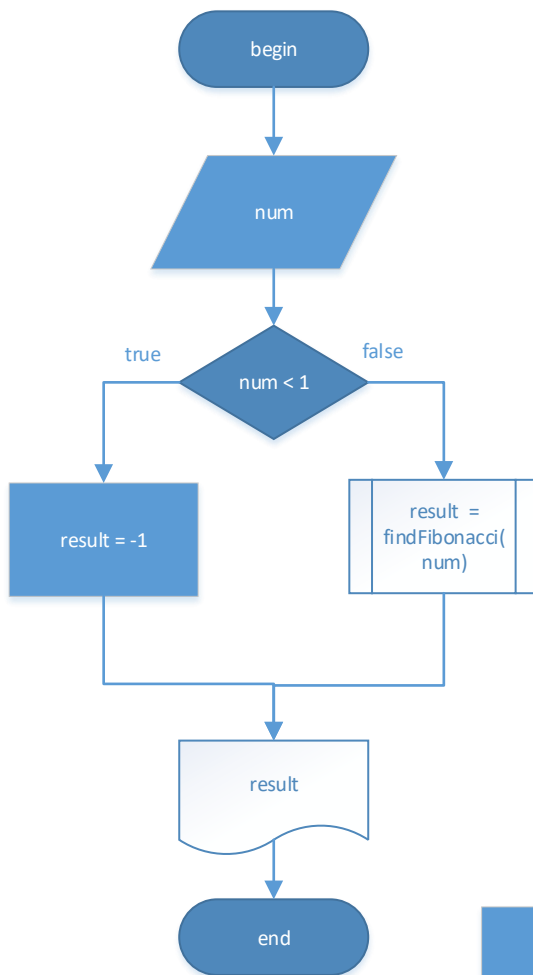 begin
num
true
false
num < 1
result = -1
result =
findFibonacci(
num)
result
end